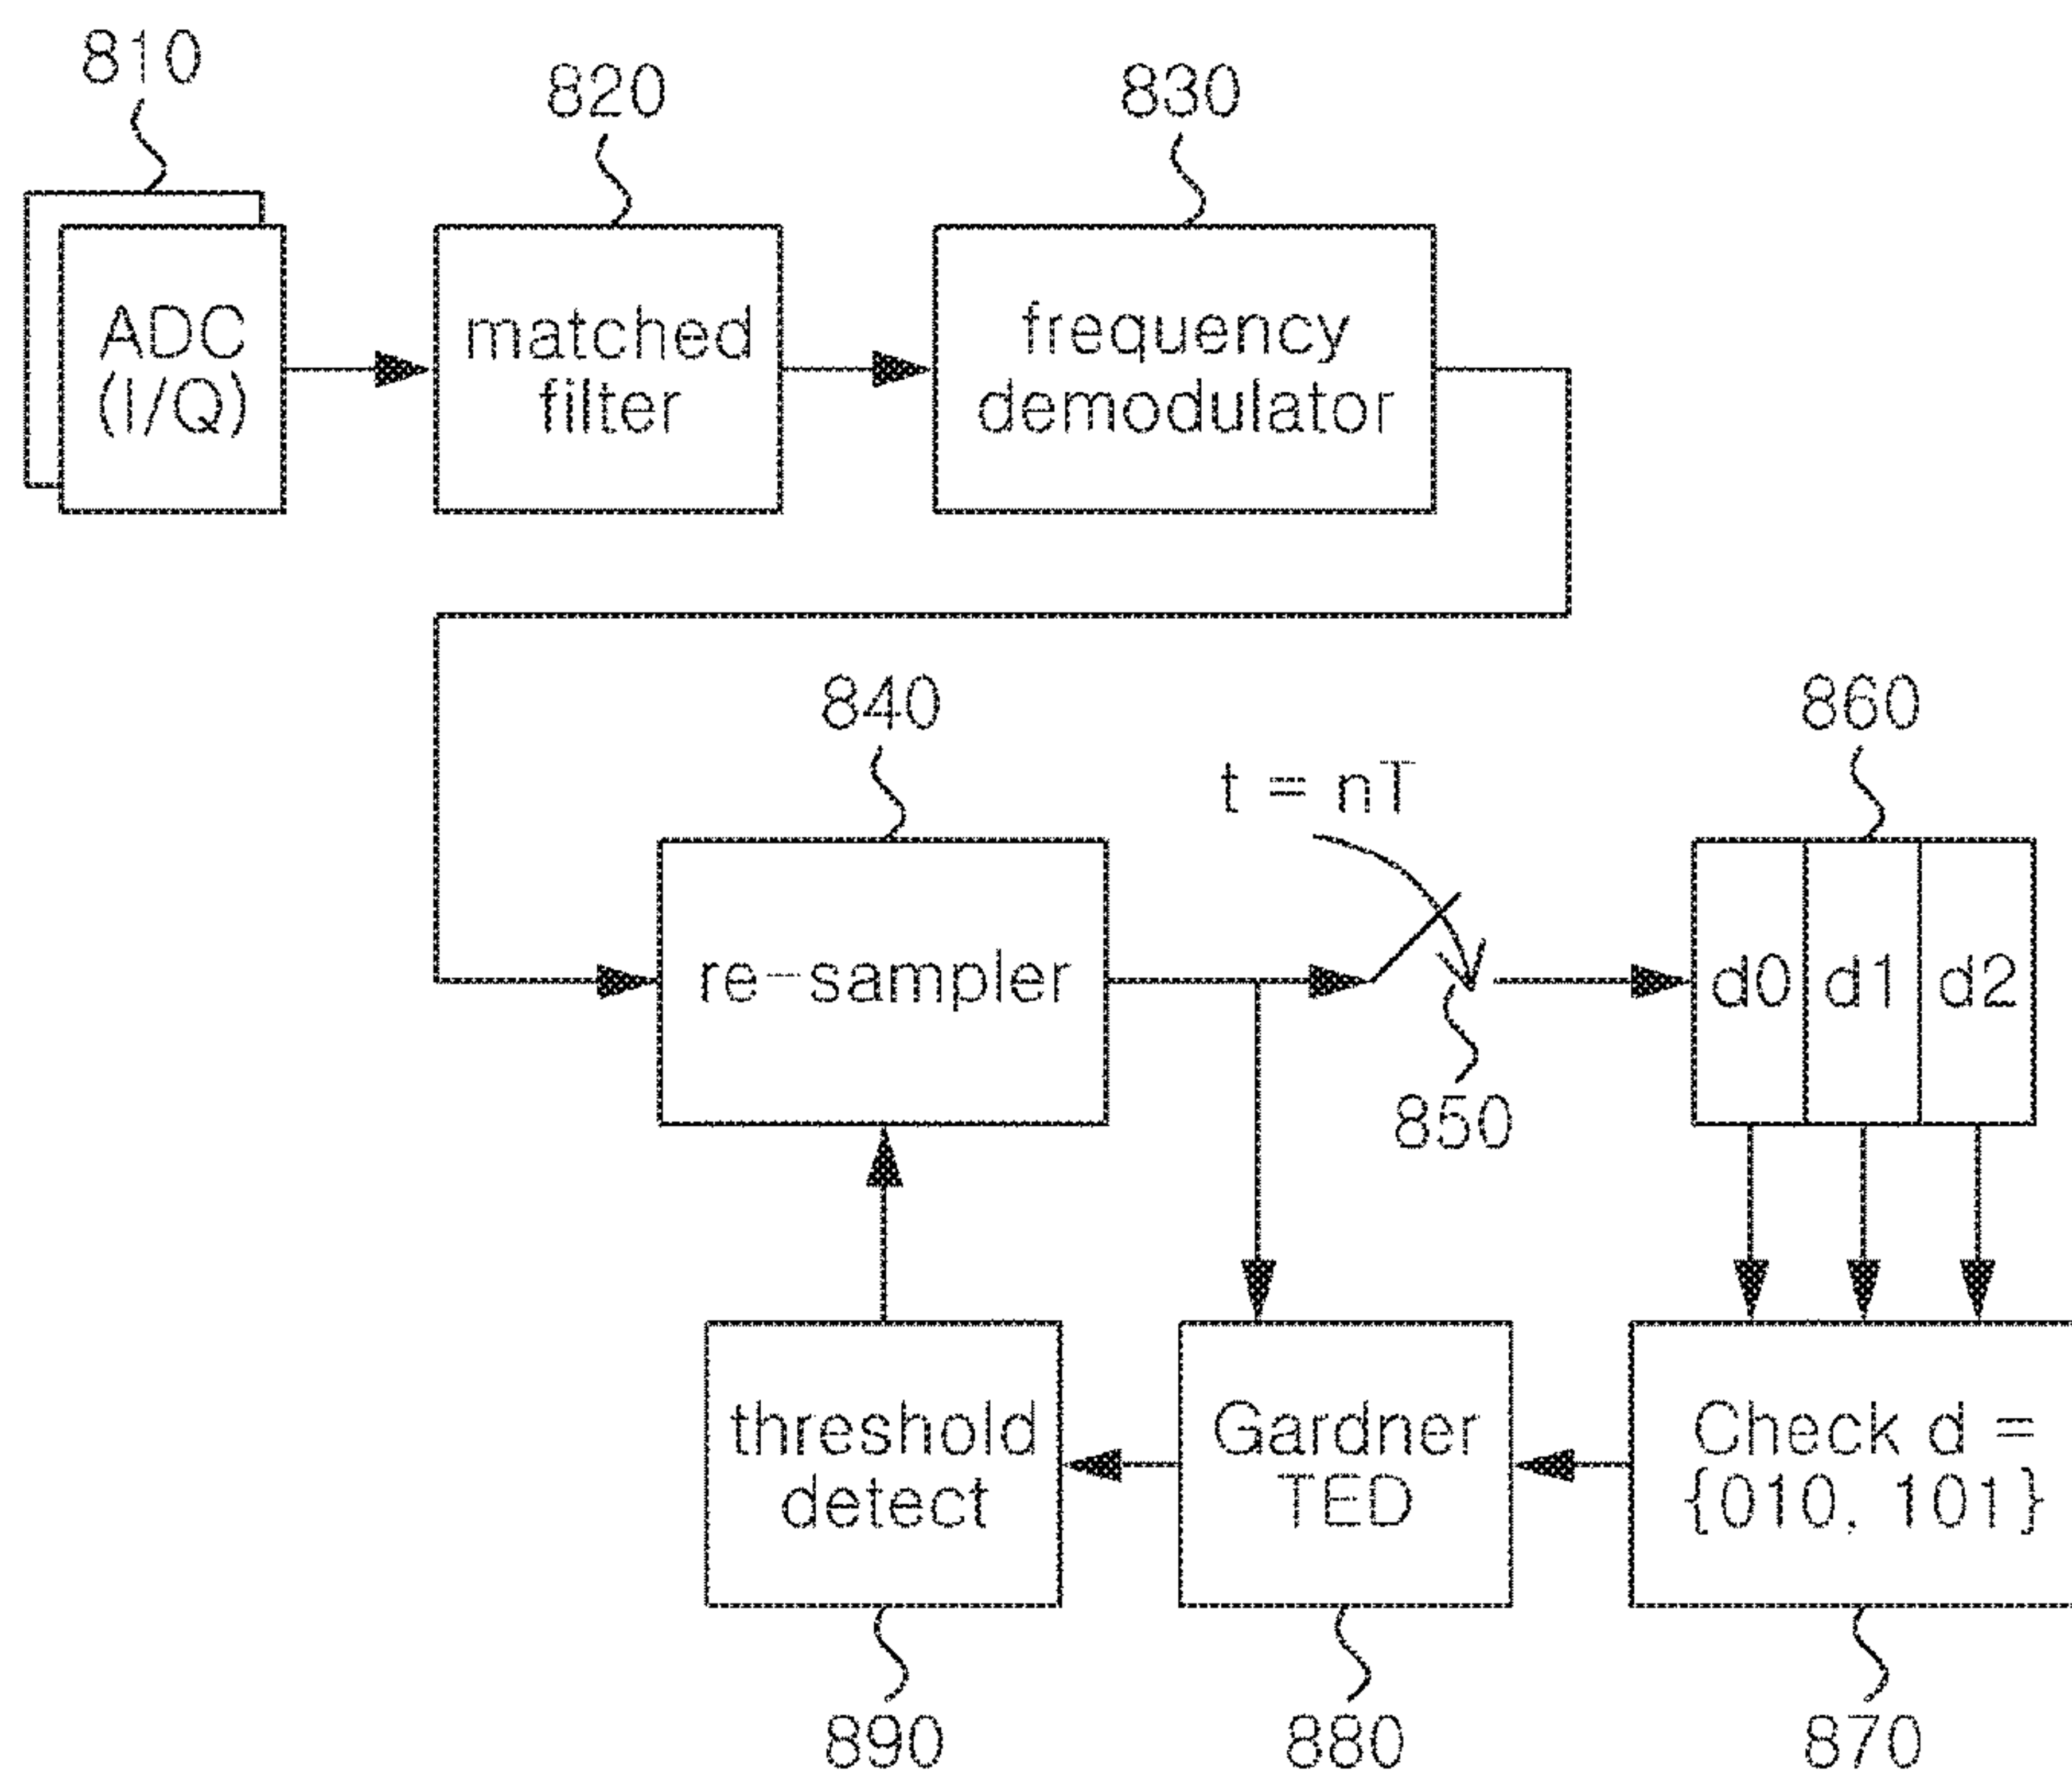 810
820
830
ADC
(I/Q)
matched
filter
frequency
demodulator
840
860
t = nT
re-sampler
d0
d1
d2
850
threshold
detect
Gardner
TED
Check d =
{010, 101}
890
880
870